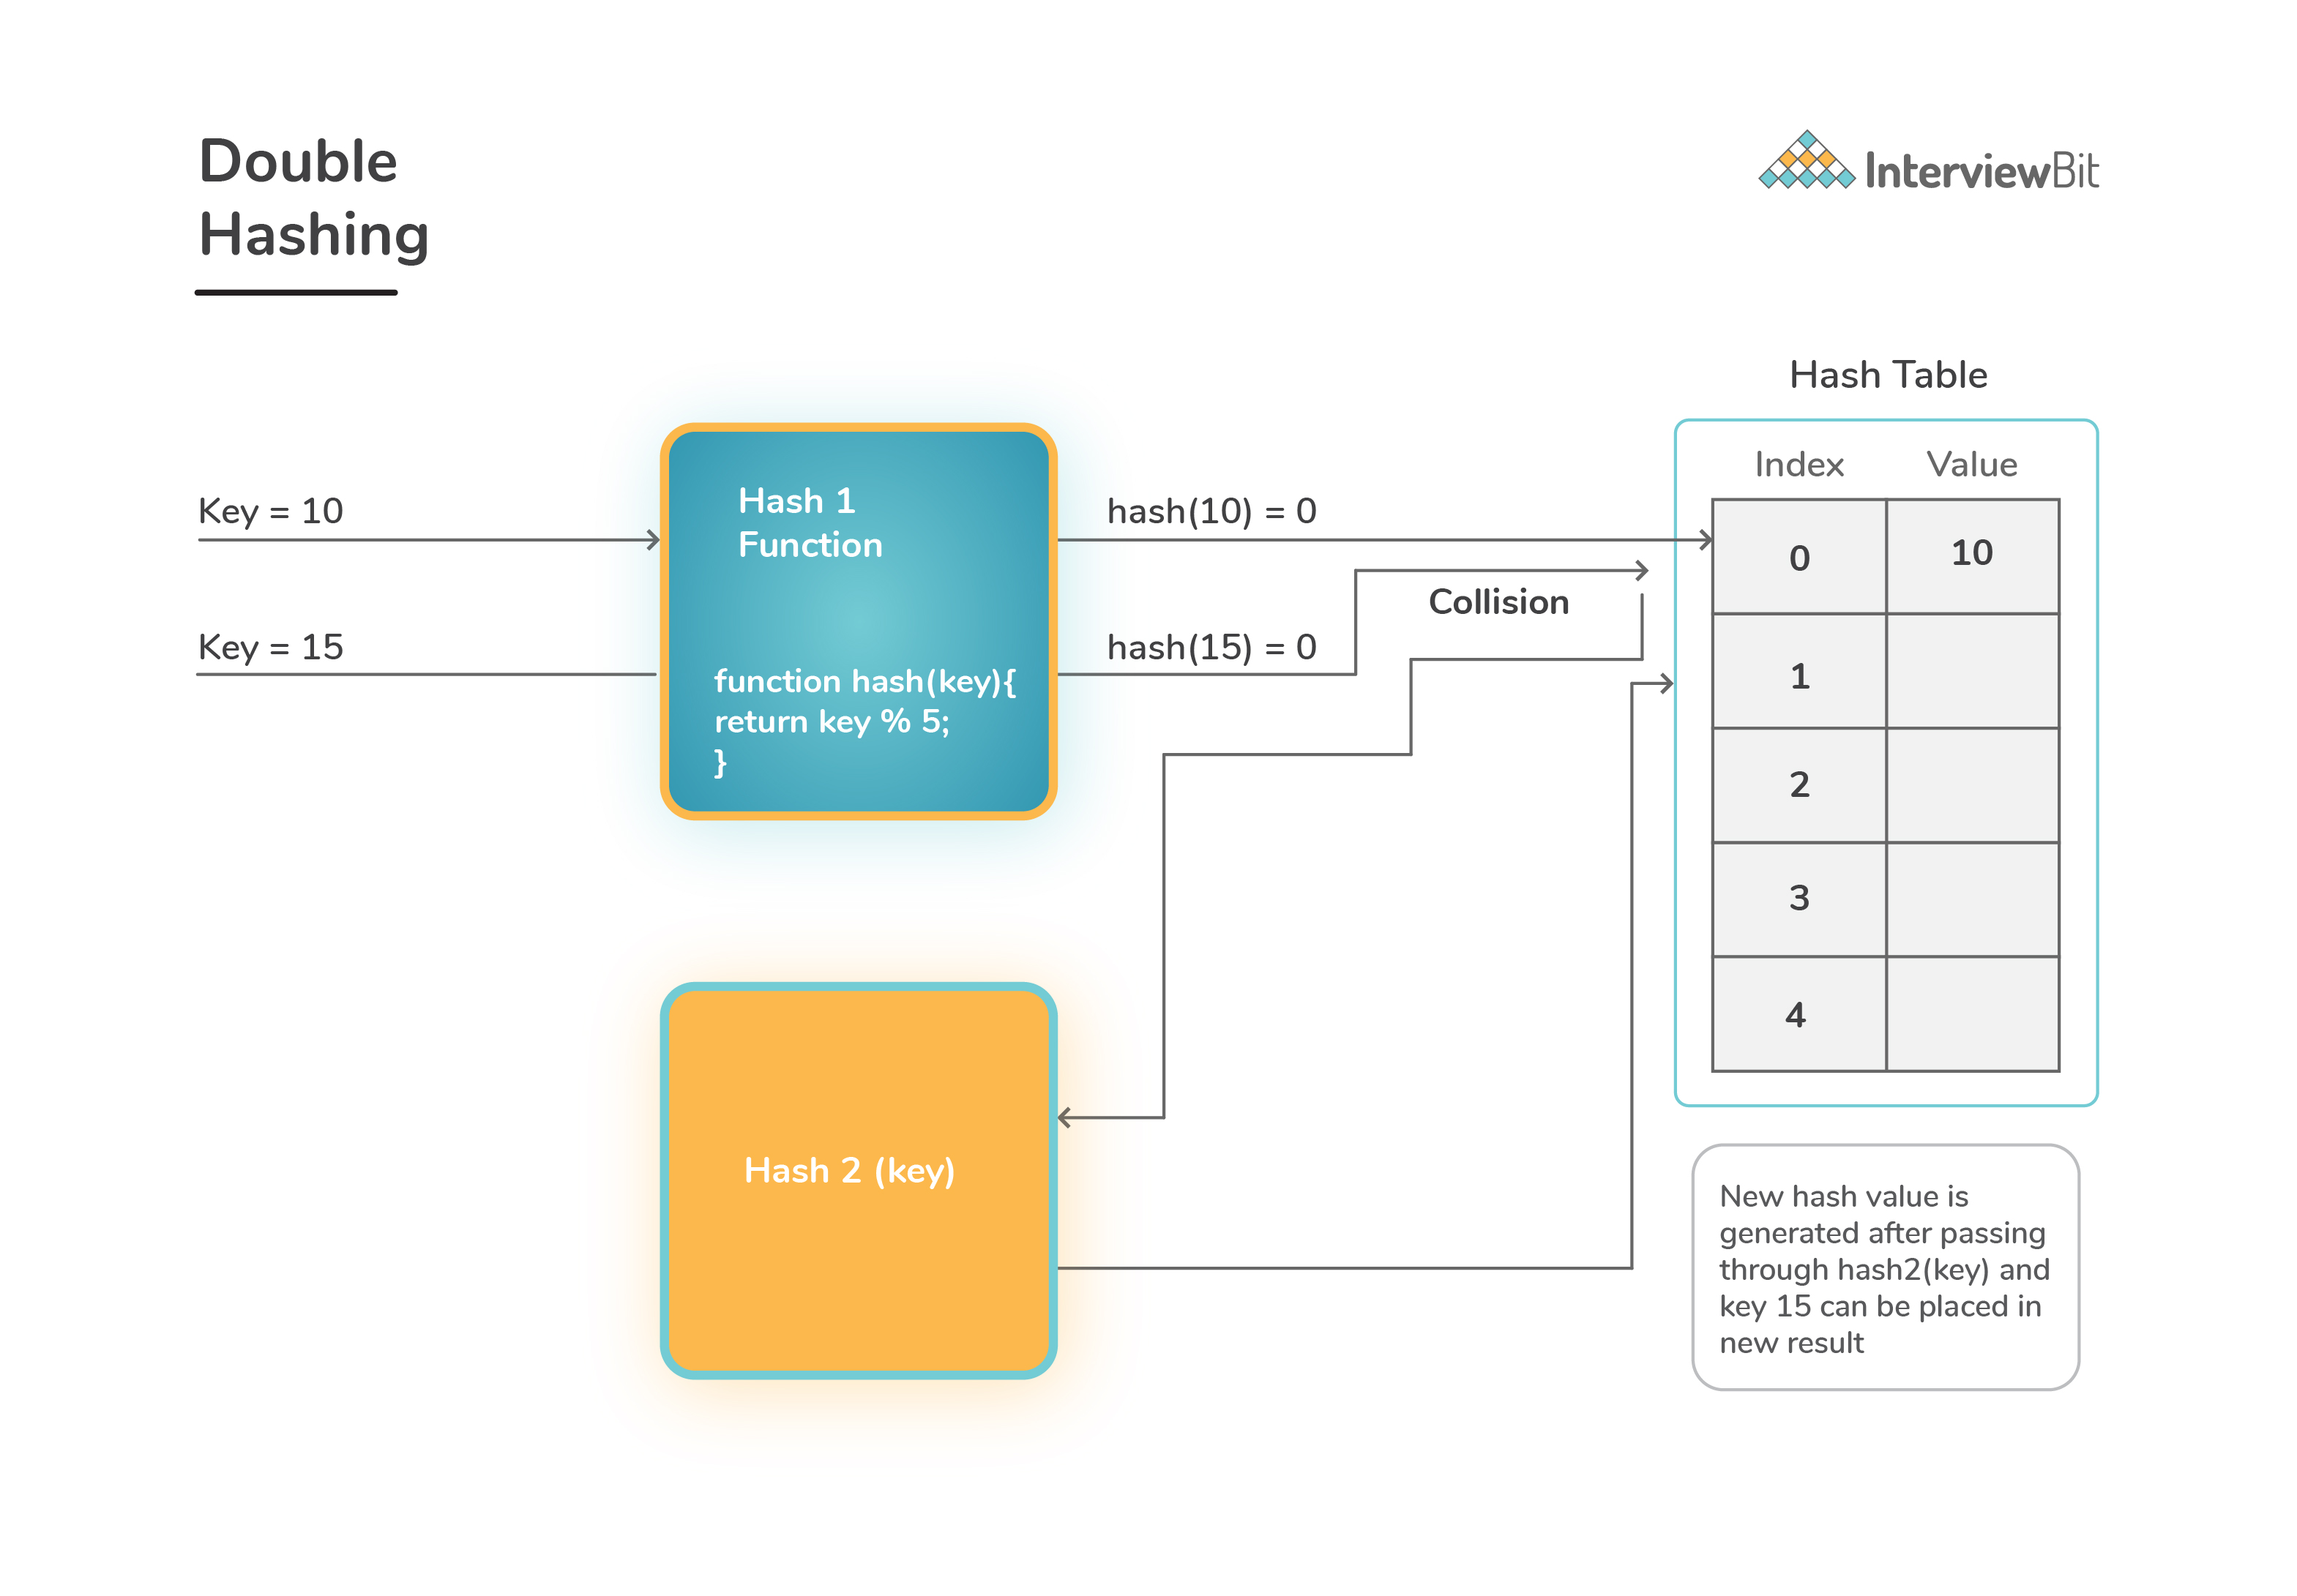 Double
Hashing
InterviewBit
Hash Table
Index Value
Key = 10
Hash 1
Function
hash(10) = 0
0 10
Collision
Key = 15
hash(15) = 0
function hash(key){
return key % 5;
}
1
2
3
4
Hash 2 (key)
New hash value is
generated after passing
through hash2(key) and
key 15 can be placed in
new result